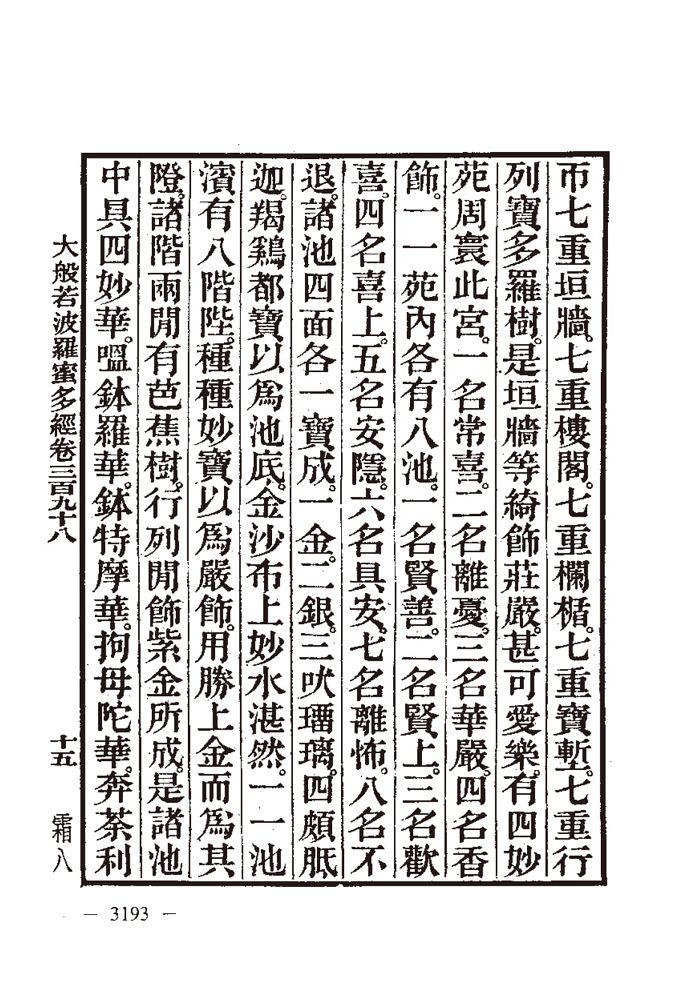 帀七重垣牆。七重樓閣。七重欄楯。七重寶塹。七重行
列寶多羅樹。是垣牆等綺飾莊嚴。甚可愛樂。有四妙
苑周寰此宮。一名常喜。二名離憂。三名華嚴。四名香
飾。一一苑內各有八池。一名賢善。二名賢上。三名歡
喜。四名喜上。五名安隱。六名具安。七名離怖。八名不
退。諸池四面各一寶成。一金。二銀。三吠瑠璃。四頗胝
迦。羯鷄都寶以爲池底。金沙布上妙水湛然。一一池
濱有八階陛。種種妙寶以爲嚴飾。用勝上金而爲其
隥。諸階兩閒有芭蕉樹。行列閒飾紫金所成。是諸池
中具四妙華。嗢鉢羅華。鉢特摩華。拘母陀華。奔荼利
大般若波羅蜜多經卷三百九十八 十五 霜八
— 3193 —